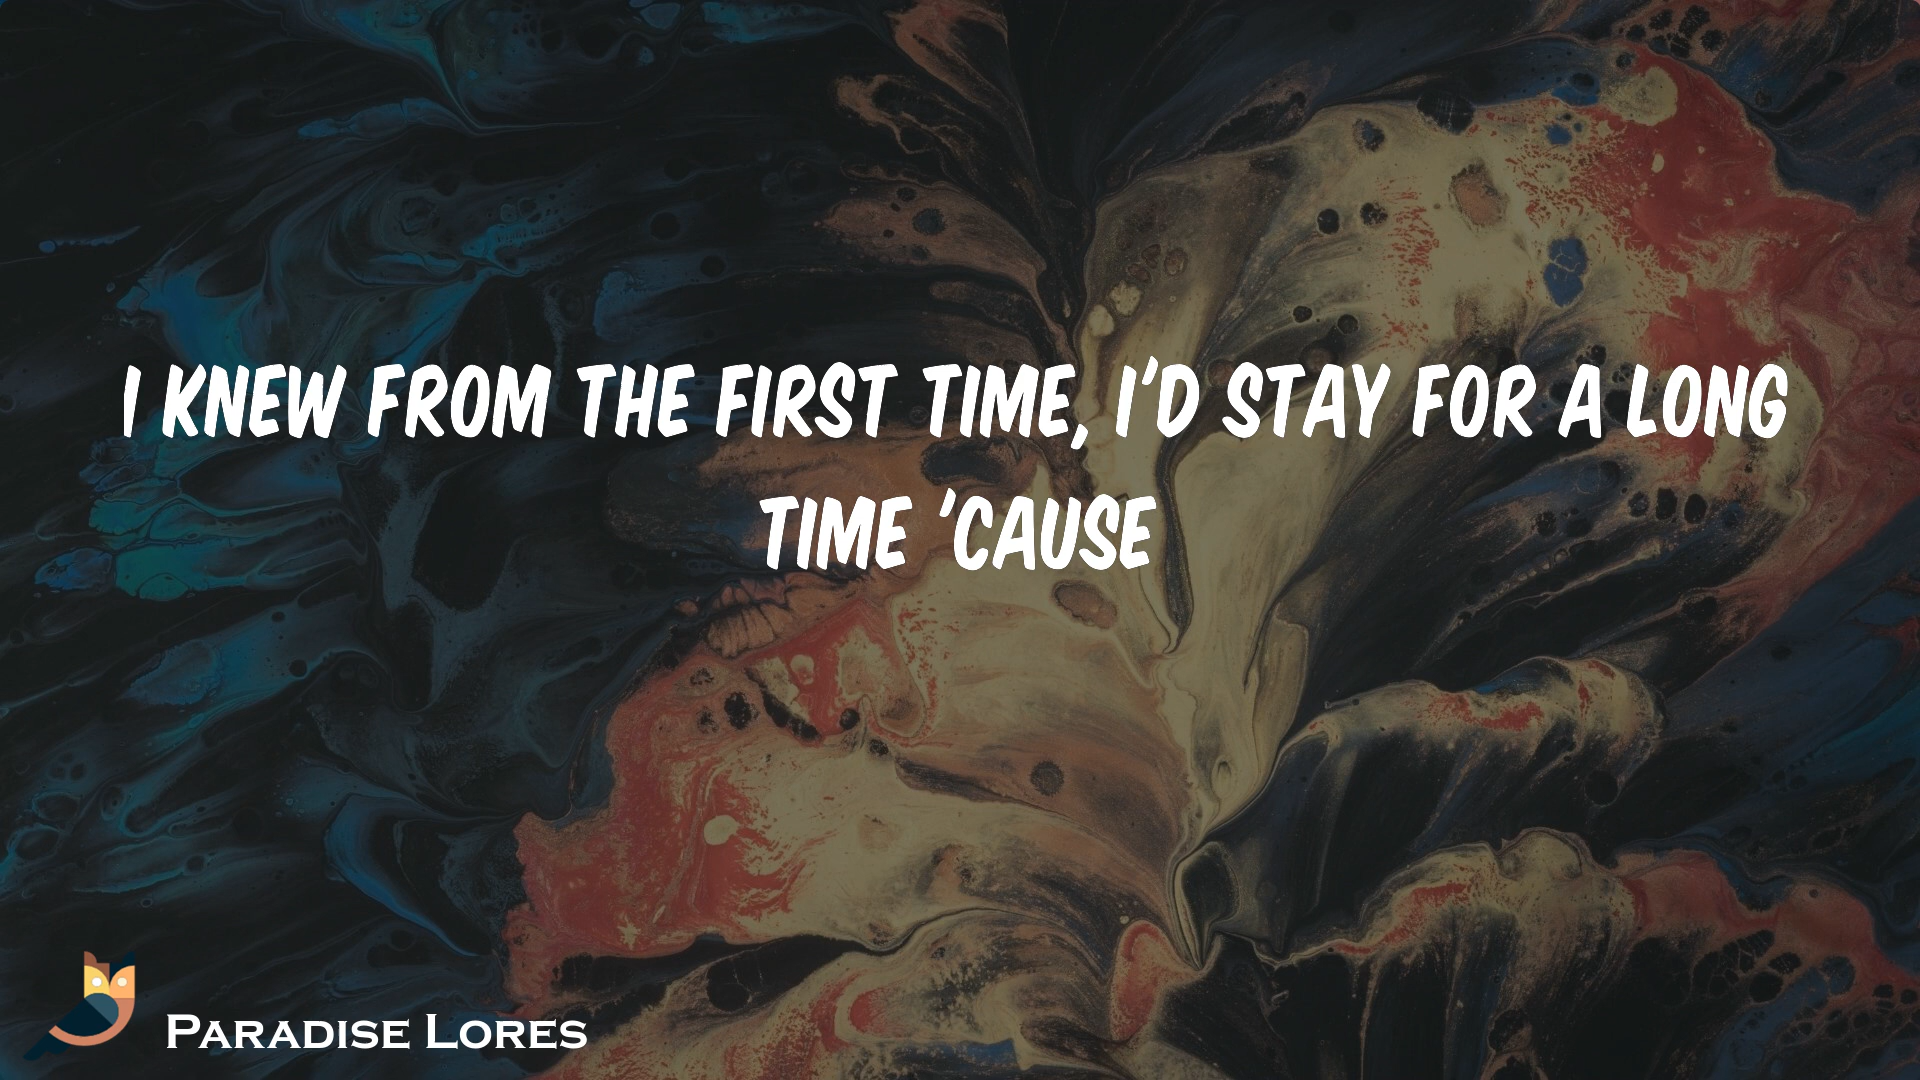 I KNEW FROM THE FIRST TIME, I'D STAY FOR A LONG
TIME 'CAUSE
PARADISE LORES